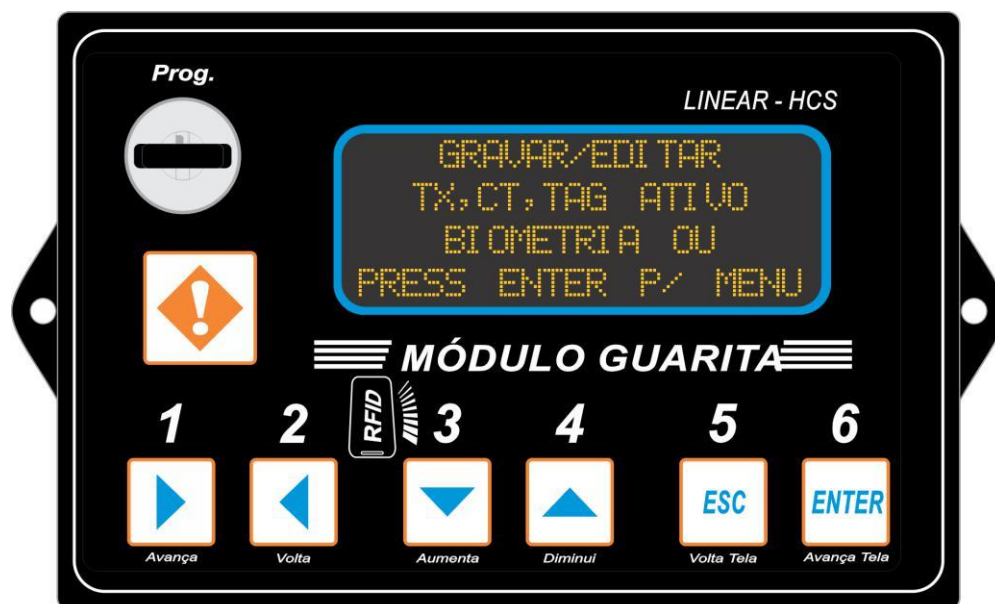 Prog.
LINEAR - HCS
GRAVAR/EDITAR
TX,CT,TAG ATIVO
BIOMETRIA OU
PRESS ENTER P/ MENU
MÓDULO GUARITA
1 2 RFID 3 4 5 6
ESC ENTER
Avança Volta Aumenta Diminui Volta Tela Avança Tela